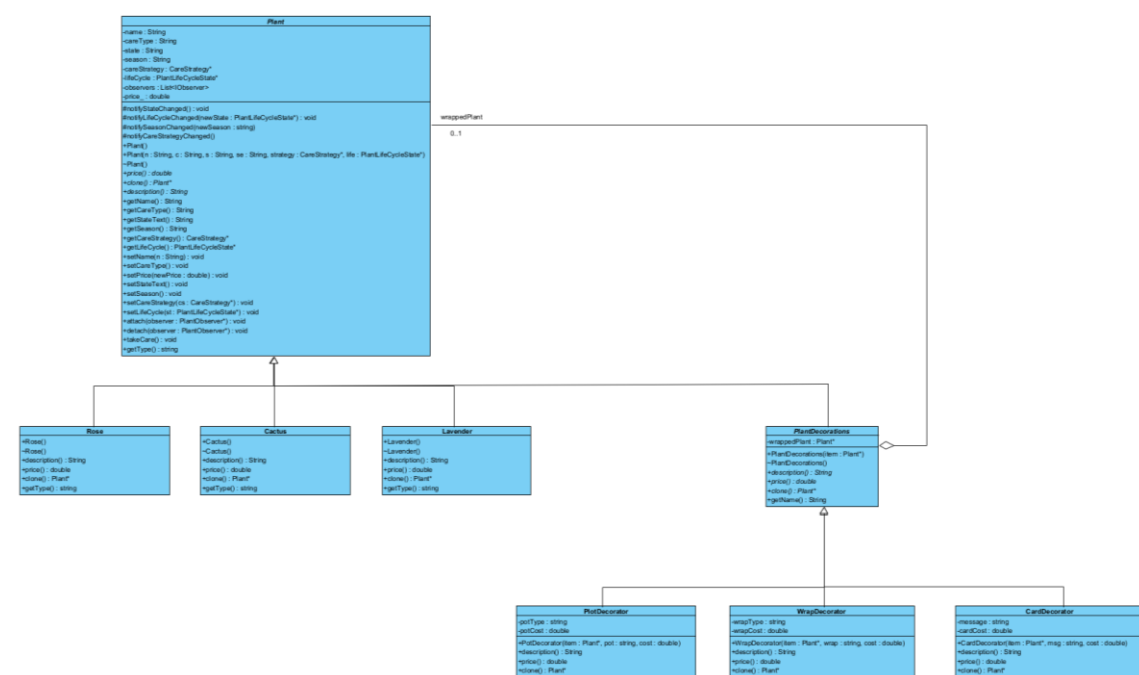 Plant
-name : String
-careType : String
-state : String
-season : String
-careStrategy : CareStrategy*
-lifeCycle : PlantLifeCycleState*
-observers : List<IObserver>
-price_ : double
#notifyStateChanged() : void
#notifyLifeCycleChanged(newState : PlantLifeCycleState*) : void
#notifySeasonChanged(newSeason : string)
#notifyCareStrategyChanged()
+Plant()
+Plant(n : String, c : String, s : String, se : String, strategy : CareStrategy*, life : PlantLifeCycleState*)
~Plant()
+price() : double
+clone() : Plant*
+description() : String
+getName() : String
+getCareType() : String
+getStateText() : String
+getSeason() : String
+getCareStrategy() : CareStrategy*
+getLifeCycle() : PlantLifeCycleState*
+setName(n : String) : void
+setCareType() : void
+setPrice(newPrice : double) : void
+setStateText() : void
+setSeason() : void
+setCareStrategy(cs : CareStrategy*) : void
+setLifeCycle(st : PlantLifeCycleState*) : void
+attach(observer : PlantObserver*) : void
+detach(observer : PlantObserver*) : void
+takeCare() : void
+getType() : string
wrappedPlant
0..1
Rose
+Rose()
~Rose()
+description() : String
+price() : double
+clone() : Plant*
+getType() : string
Cactus
+Cactus()
~Cactus()
+description() : String
+price() : double
+clone() : Plant*
+getType() : string
Lavender
+Lavender()
~Lavender()
+description() : String
+price() : double
+clone() : Plant*
+getType() : string
PlantDecorations
-wrappedPlant : Plant*
+PlantDecorations(item : Plant*)
~PlantDecorations()
+description() : String
+price() : double
+clone() : Plant*
+getName() : String
PlotDecorator
-potType : string
-potCost : double
+PotDecorator(item : Plant*, pot : string, cost : double)
+description() : String
+price() : double
+clone() : Plant*
WrapDecorator
-wrapType : string
-wrapCost : double
+WrapDecorator(item : Plant*, wrap : string, cost : double)
+description() : String
+price() : double
+clone() : Plant*
CardDecorator
-message : string
-cardCost : double
+CardDecorator(item : Plant*, msg : string, cost : double)
+description() : String
+price() : double
+clone() : Plant*